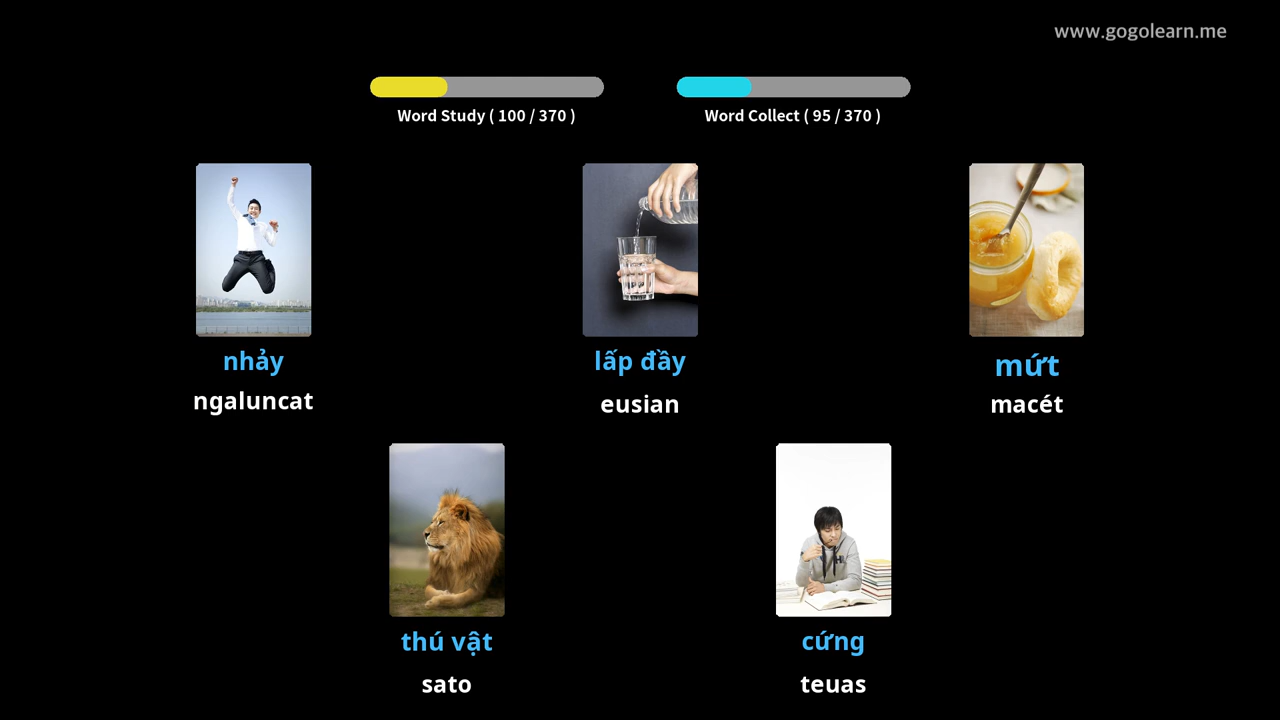 www.gogolearn.me
Word Study ( 100 / 370 )
Word Collect ( 95 / 370 )
nhảy
ngaluncat
lấp đầy
eusian
mứt
macét
thú vật
sato
cứng
teuas